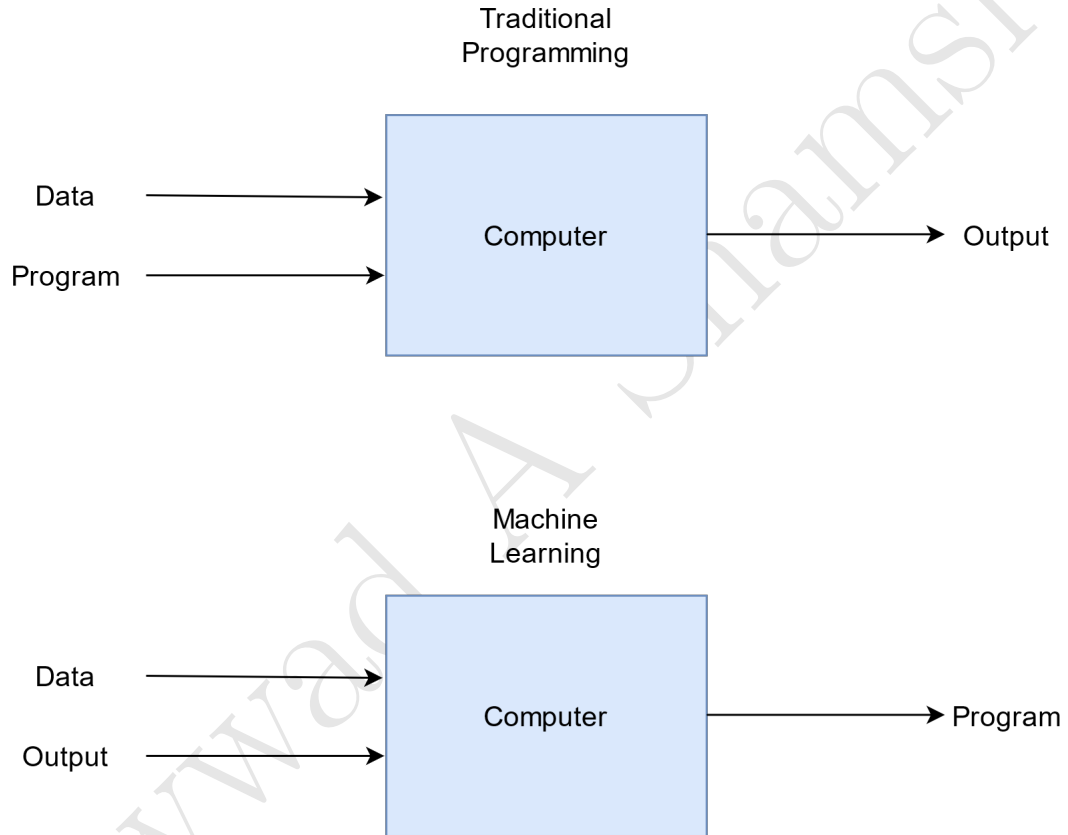 Traditional
Programming
Data
Computer
Output
Program
Machine
Learning
Data
Computer
Program
Output